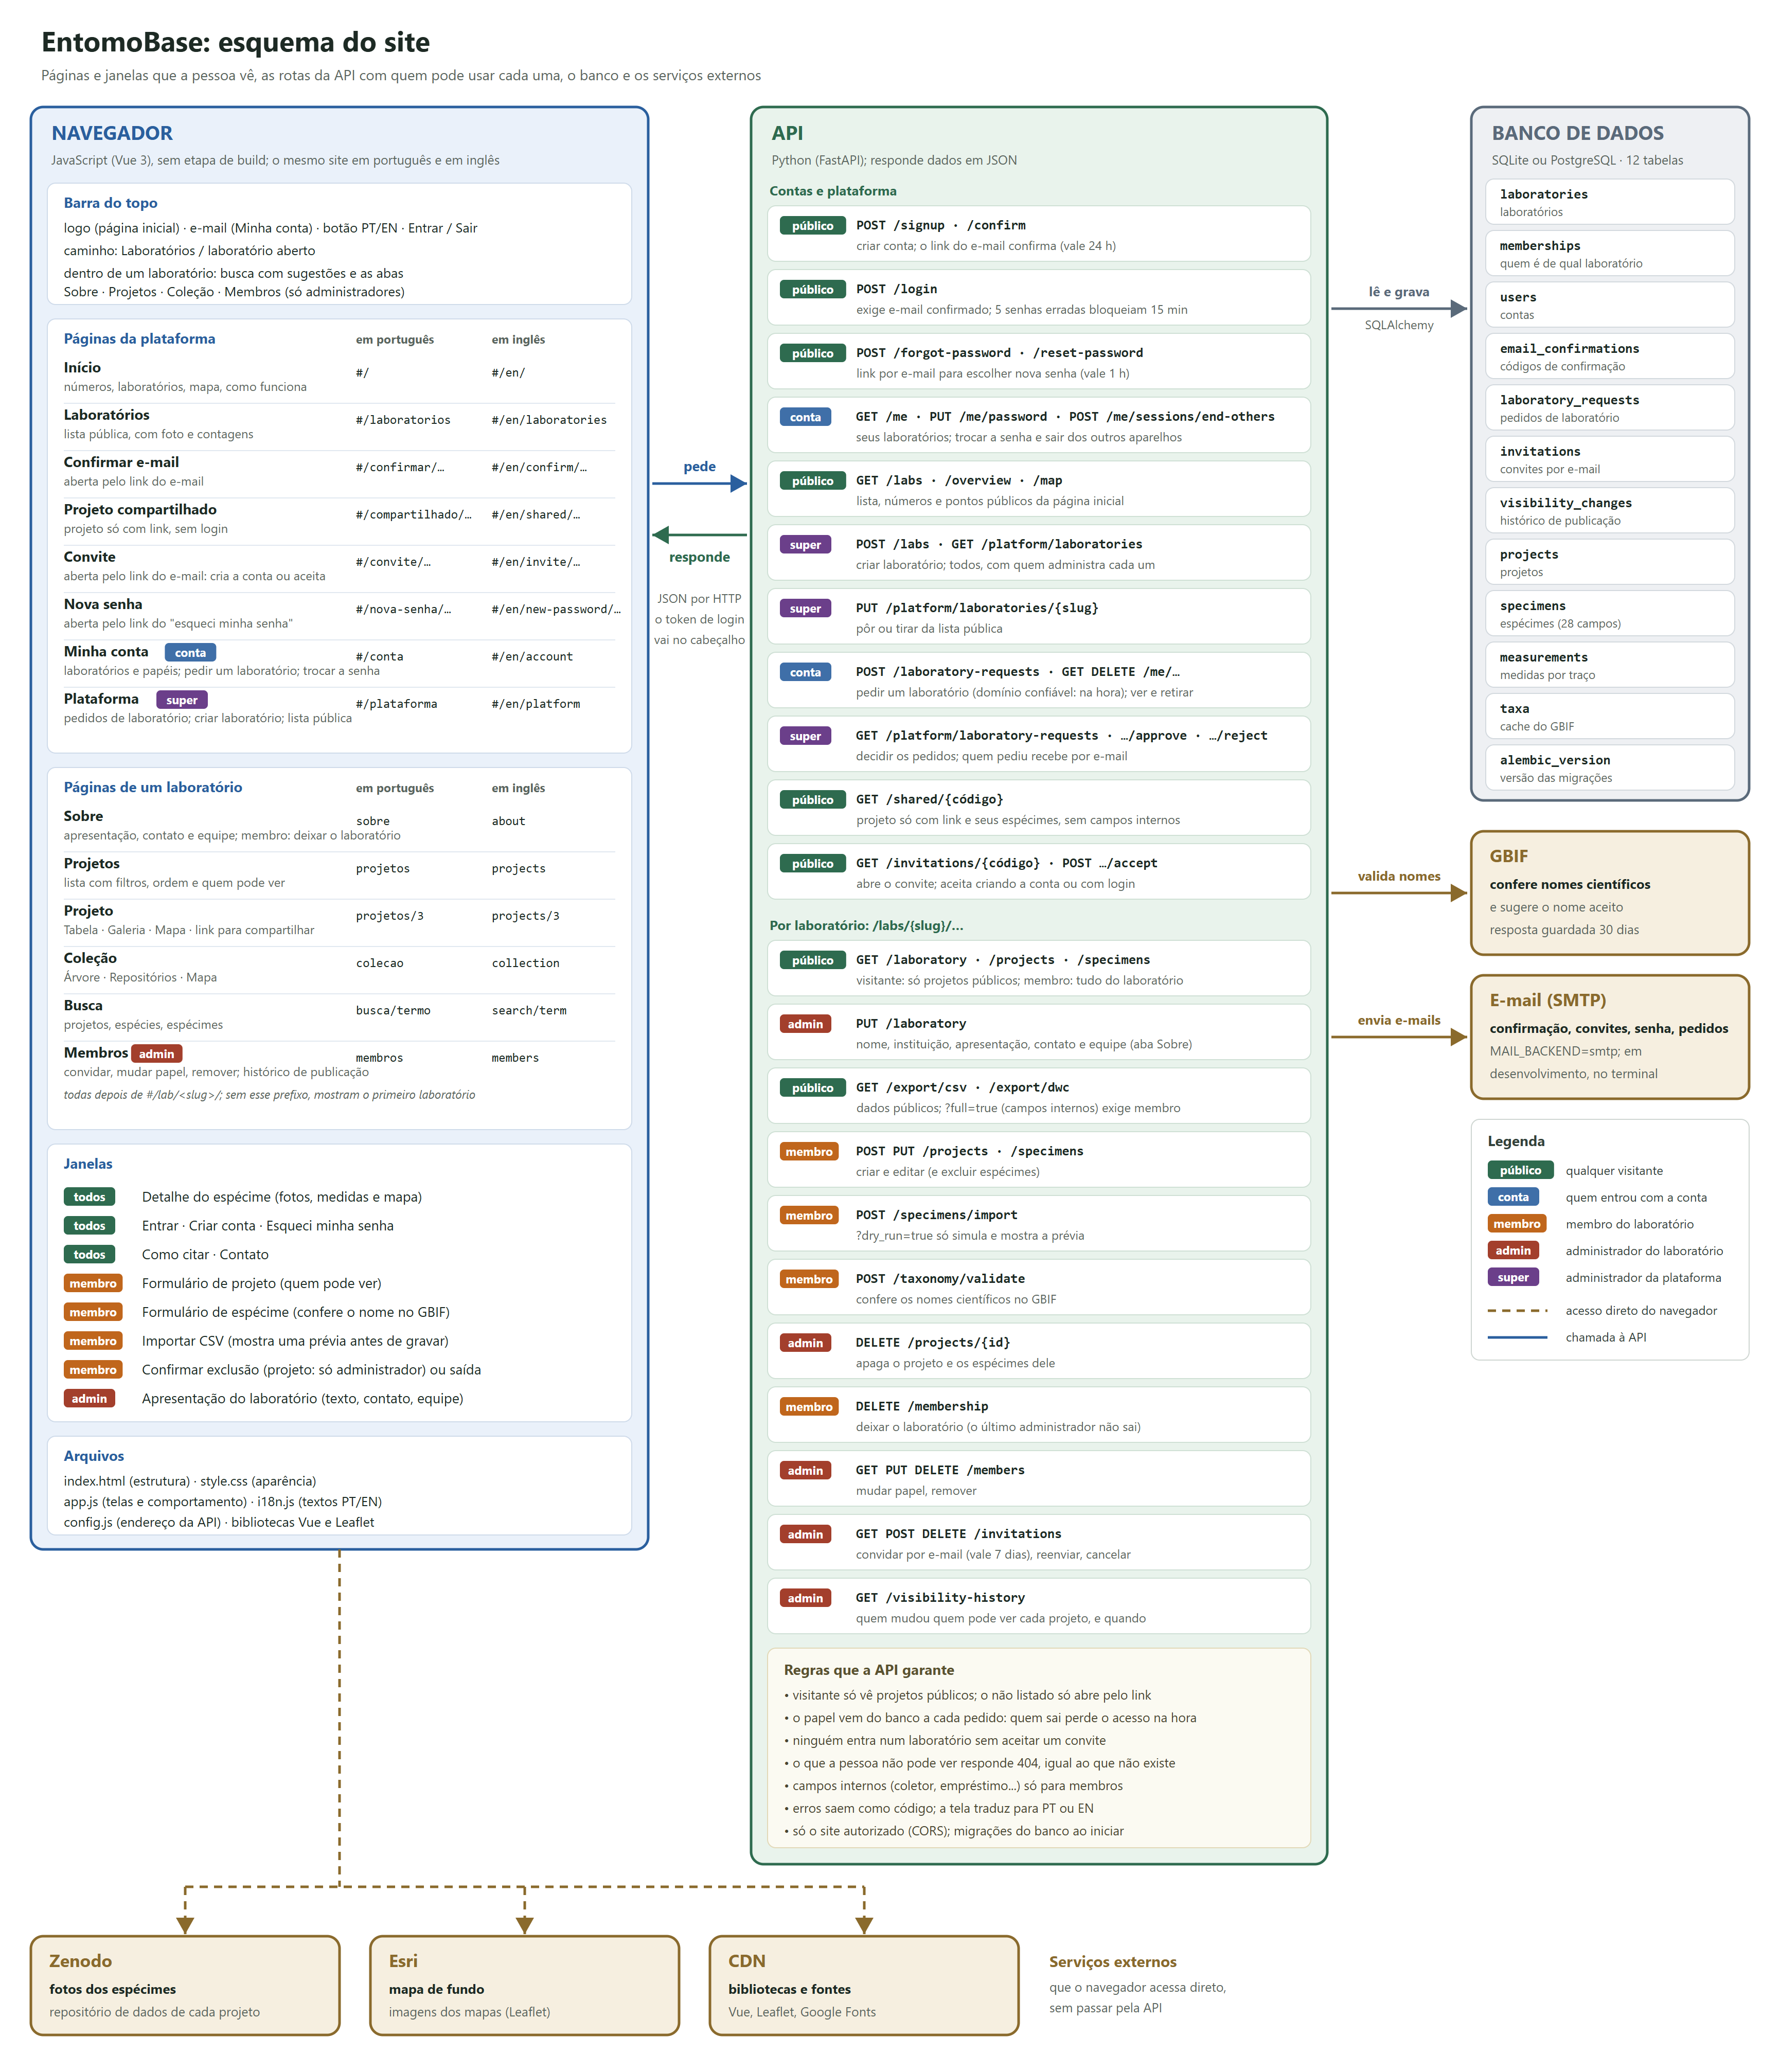 EntomoBase: esquema do site
Páginas e janelas que a pessoa vê, as rotas da API com quem pode usar cada uma, o banco e os serviços externos
NAVEGADOR
JavaScript (Vue 3), sem etapa de build; o mesmo site em português e em inglês
Barra do topo
logo (página inicial) · e-mail (Minha conta) · botão PT/EN · Entrar / Sair
caminho: Laboratórios / laboratório aberto
dentro de um laboratório: busca com sugestões e as abas
Sobre · Projetos · Coleção · Membros (só administradores)
Páginas da plataforma em português em inglês
Início #/ #/en/
números, laboratórios, mapa, como funciona
Laboratórios #/laboratorios #/en/laboratories
lista pública, com foto e contagens
Confirmar e-mail #/confirmar/… #/en/confirm/…
aberta pelo link do e-mail
Projeto compartilhado #/compartilhado/… #/en/shared/…
projeto só com link, sem login
Convite #/convite/… #/en/invite/…
aberta pelo link do e-mail: cria a conta ou aceita
Nova senha #/nova-senha/… #/en/new-password/…
aberta pelo link do "esqueci minha senha"
Minha conta conta #/conta #/en/account
laboratórios e papéis; pedir um laboratório; trocar a senha
Plataforma super #/plataforma #/en/platform
pedidos de laboratório; criar laboratório; lista pública
Páginas de um laboratório em português em inglês
Sobre sobre about
apresentação, contato e equipe; membro: deixar o laboratório
Projetos projetos projects
lista com filtros, ordem e quem pode ver
Projeto projetos/3 projects/3
Tabela · Galeria · Mapa · link para compartilhar
Coleção colecao collection
Árvore · Repositórios · Mapa
Busca busca/termo search/term
projetos, espécies, espécimes
Membros admin membros members
convidar, mudar papel, remover; histórico de publicação
todas depois de #/lab/<slug>/; sem esse prefixo, mostram o primeiro laboratório
Janelas
todos Detalhe do espécime (fotos, medidas e mapa)
todos Entrar · Criar conta · Esqueci minha senha
todos Como citar · Contato
membro Formulário de projeto (quem pode ver)
membro Formulário de espécime (confere o nome no GBIF)
membro Importar CSV (mostra uma prévia antes de gravar)
membro Confirmar exclusão (projeto: só administrador) ou saída
admin Apresentação do laboratório (texto, contato, equipe)
Arquivos
index.html (estrutura) · style.css (aparência)
app.js (telas e comportamento) · i18n.js (textos PT/EN)
config.js (endereço da API) · bibliotecas Vue e Leaflet
pede
responde
JSON por HTTP
o token de login
vai no cabeçalho
API
Python (FastAPI); responde dados em JSON
Contas e plataforma
público POST /signup · /confirm
criar conta; o link do e-mail confirma (vale 24 h)
público POST /login
exige e-mail confirmado; 5 senhas erradas bloqueiam 15 min
público POST /forgot-password · /reset-password
link por e-mail para escolher nova senha (vale 1 h)
conta GET /me · PUT /me/password · POST /me/sessions/end-others
seus laboratórios; trocar a senha e sair dos outros aparelhos
público GET /labs · /overview · /map
lista, números e pontos públicos da página inicial
super POST /labs · GET /platform/laboratories
criar laboratório; todos, com quem administra cada um
super PUT /platform/laboratories/{slug}
pôr ou tirar da lista pública
conta POST /laboratory-requests · GET DELETE /me/…
pedir um laboratório (domínio confiável: na hora); ver e retirar
super GET /platform/laboratory-requests · …/approve · …/reject
decidir os pedidos; quem pediu recebe por e-mail
público GET /shared/{código}
projeto só com link e seus espécimes, sem campos internos
público GET /invitations/{código} · POST …/accept
abre o convite; aceita criando a conta ou com login
Por laboratório: /labs/{slug}/…
público GET /laboratory · /projects · /specimens
visitante: só projetos públicos; membro: tudo do laboratório
admin PUT /laboratory
nome, instituição, apresentação, contato e equipe (aba Sobre)
público GET /export/csv · /export/dwc
dados públicos; ?full=true (campos internos) exige membro
membro POST PUT /projects · /specimens
criar e editar (e excluir espécimes)
membro POST /specimens/import
?dry_run=true só simula e mostra a prévia
membro POST /taxonomy/validate
confere os nomes científicos no GBIF
admin DELETE /projects/{id}
apaga o projeto e os espécimes dele
membro DELETE /membership
deixar o laboratório (o último administrador não sai)
admin GET PUT DELETE /members
mudar papel, remover
admin GET POST DELETE /invitations
convidar por e-mail (vale 7 dias), reenviar, cancelar
admin GET /visibility-history
quem mudou quem pode ver cada projeto, e quando
Regras que a API garante
• visitante só vê projetos públicos; o não listado só abre pelo link
• o papel vem do banco a cada pedido: quem sai perde o acesso na hora
• ninguém entra num laboratório sem aceitar um convite
• o que a pessoa não pode ver responde 404, igual ao que não existe
• campos internos (coletor, empréstimo...) só para membros
• erros saem como código; a tela traduz para PT ou EN
• só o site autorizado (CORS); migrações do banco ao iniciar
lê e grava
SQLAlchemy
valida nomes
envia e-mails
BANCO DE DADOS
SQLite ou PostgreSQL · 12 tabelas
laboratories
laboratórios
memberships
quem é de qual laboratório
users
contas
email_confirmations
códigos de confirmação
laboratory_requests
pedidos de laboratório
invitations
convites por e-mail
visibility_changes
histórico de publicação
projects
projetos
specimens
espécimes (28 campos)
measurements
medidas por traço
taxa
cache do GBIF
alembic_version
versão das migrações
GBIF
confere nomes científicos
e sugere o nome aceito
resposta guardada 30 dias
E-mail (SMTP)
confirmação, convites, senha, pedidos
MAIL_BACKEND=smtp; em
desenvolvimento, no terminal
Legenda
público qualquer visitante
conta quem entrou com a conta
membro membro do laboratório
admin administrador do laboratório
super administrador da plataforma
acesso direto do navegador
chamada à API
Zenodo
fotos dos espécimes
repositório de dados de cada projeto
Esri
mapa de fundo
imagens dos mapas (Leaflet)
CDN
bibliotecas e fontes
Vue, Leaflet, Google Fonts
Serviços externos
que o navegador acessa direto,
sem passar pela API